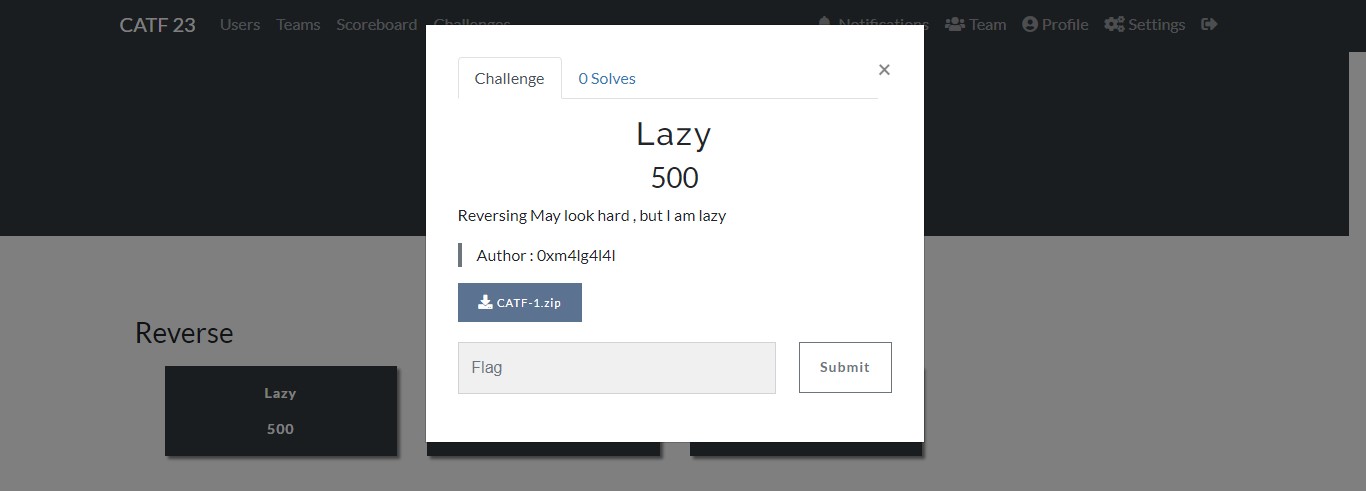 CATF 23 Users Teams Scoreboard Challenges Notifications Team Profile Settings
Challenge 0 Solves ×
Lazy
500
Reversing May look hard , but I am lazy
Author : 0xm4lg4l4l
CATF-1.zip
Flag Submit
Reverse
Lazy
500